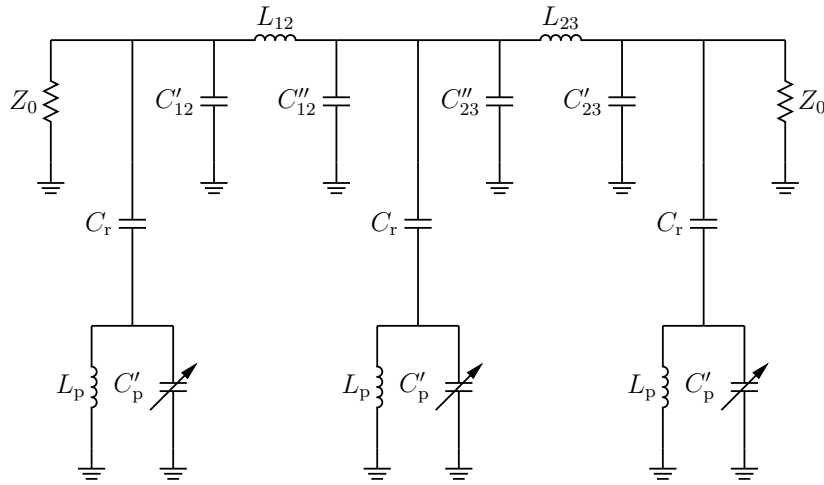 L₁₂
L₂₃
Z₀
C′₁₂
C″₁₂
C″₂₃
C′₂₃
Z₀
Cᵣ
Cᵣ
Cᵣ
Lₚ
C′ₚ
Lₚ
C′ₚ
Lₚ
C′ₚ